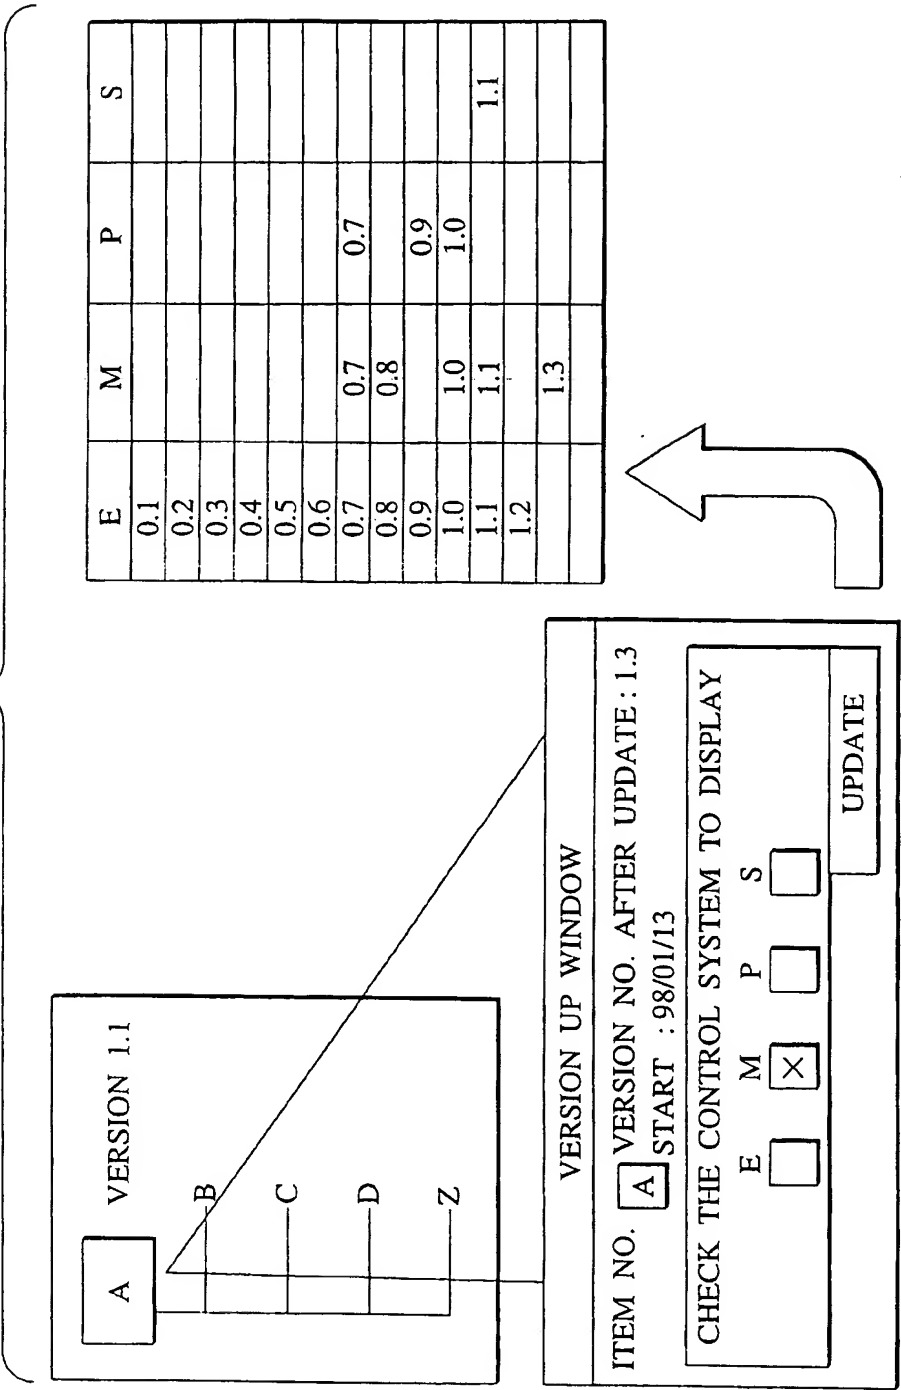 A VERSION 1.1
B
C
D
Z
VERSION UP WINDOW
ITEM NO. A VERSION NO. AFTER UPDATE : 1.3
START : 98/01/13
CHECK THE CONTROL SYSTEM TO DISPLAY
E M P S
X
UPDATE
E M P S
0.1
0.2
0.3
0.4
0.5
0.6
0.7 0.7 0.7
0.8 0.8
0.9 0.9
1.0 1.0 1.0
1.1 1.1 1.1
1.2
1.3